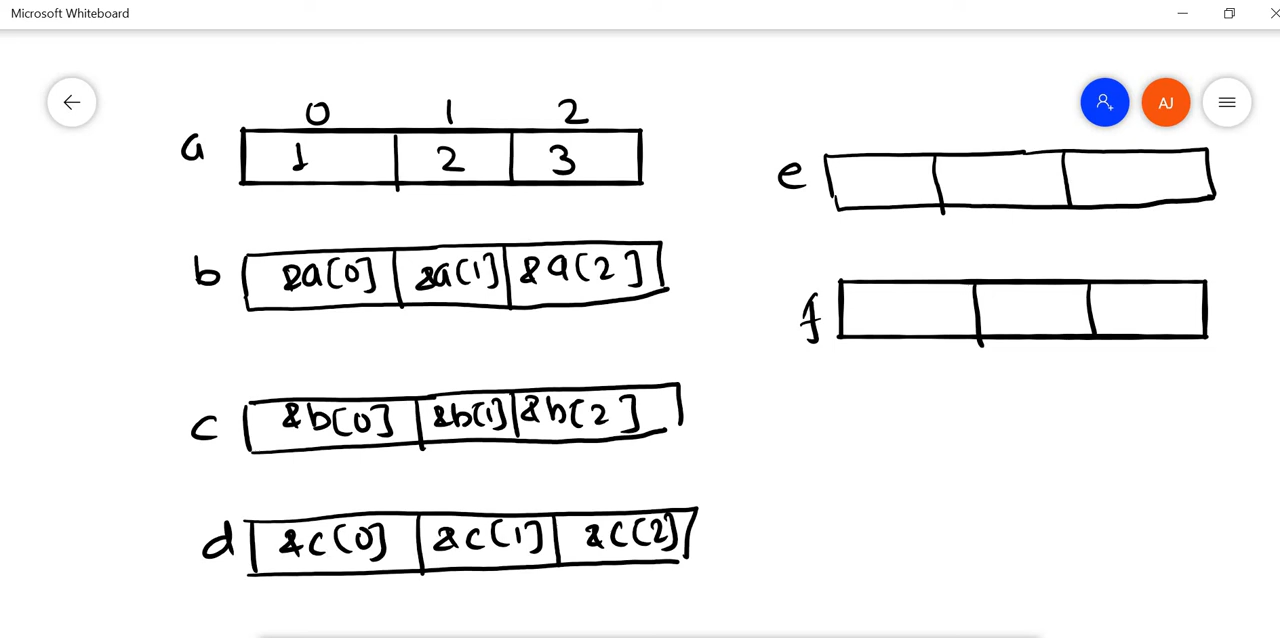 Microsoft Whiteboard
AJ
0 1 2
a 1 2 3
e
b &a[0] &a[1] &a[2]
f
c &b[0] &b[1] &b[2]
d &c[0] &c[1] &c[2]